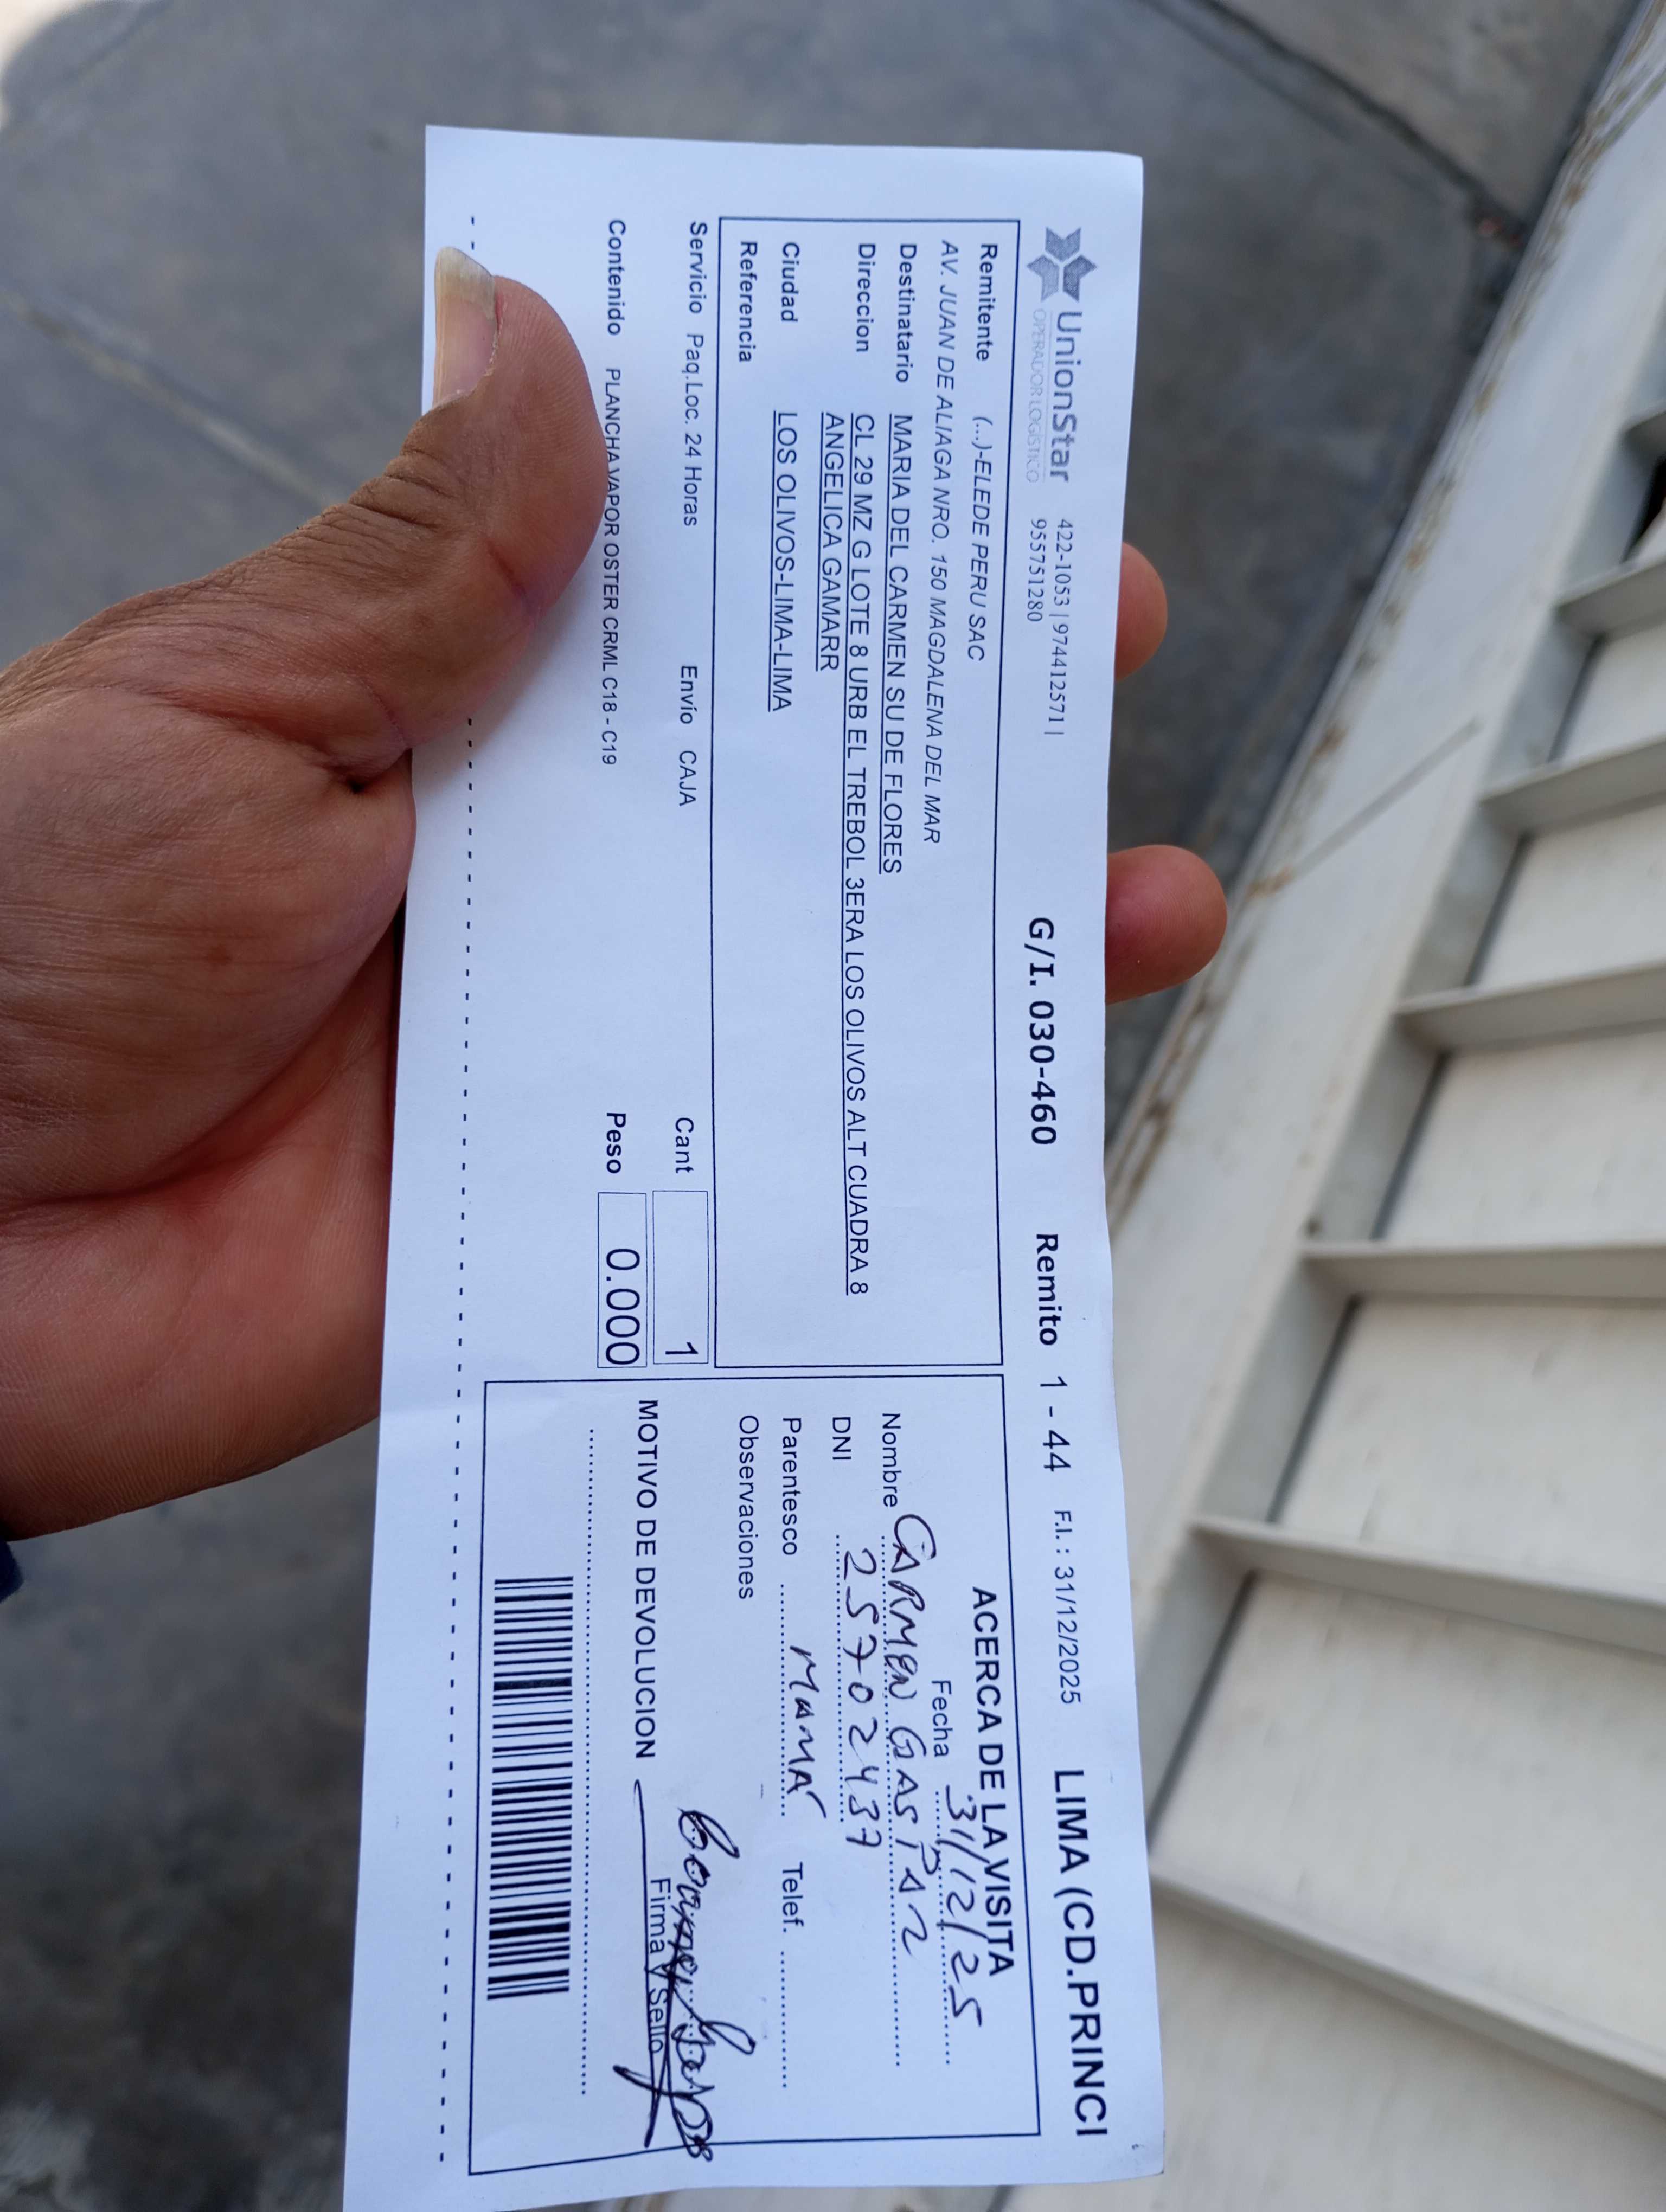 UnionStar
OPERADOR LOGÍSTICO
422-1053 | 974412571 |
955751280
G/I. 030-460
Remito 1 - 44 F.I.: 31/12/2025 LIMA (CD.PRINCI
Remitente (...)-ELEDE PERU SAC
AV. JUAN DE ALIAGA NRO. 150 MAGDALENA DEL MAR
Destinatario MARIA DEL CARMEN SU DE FLORES
Direccion CL 29 MZ G LOTE 8 URB EL TREBOL 3ERA LOS OLIVOS ALT CUADRA 8
ANGELICA GAMARR
Ciudad LOS OLIVOS-LIMA-LIMA
Referencia
Servicio Paq.Loc. 24 Horas Envío CAJA Cant 1
Contenido PLANCHA VAPOR OSTER CRML C18 - C19 Peso 0.000
ACERCA DE LA VISITA
Fecha 31/12/25
Nombre CARMEN GASPAR
DNI 25702437
Parentesco MAMÁ Telef.
Observaciones
MOTIVO DE DEVOLUCION
Firma y Sello